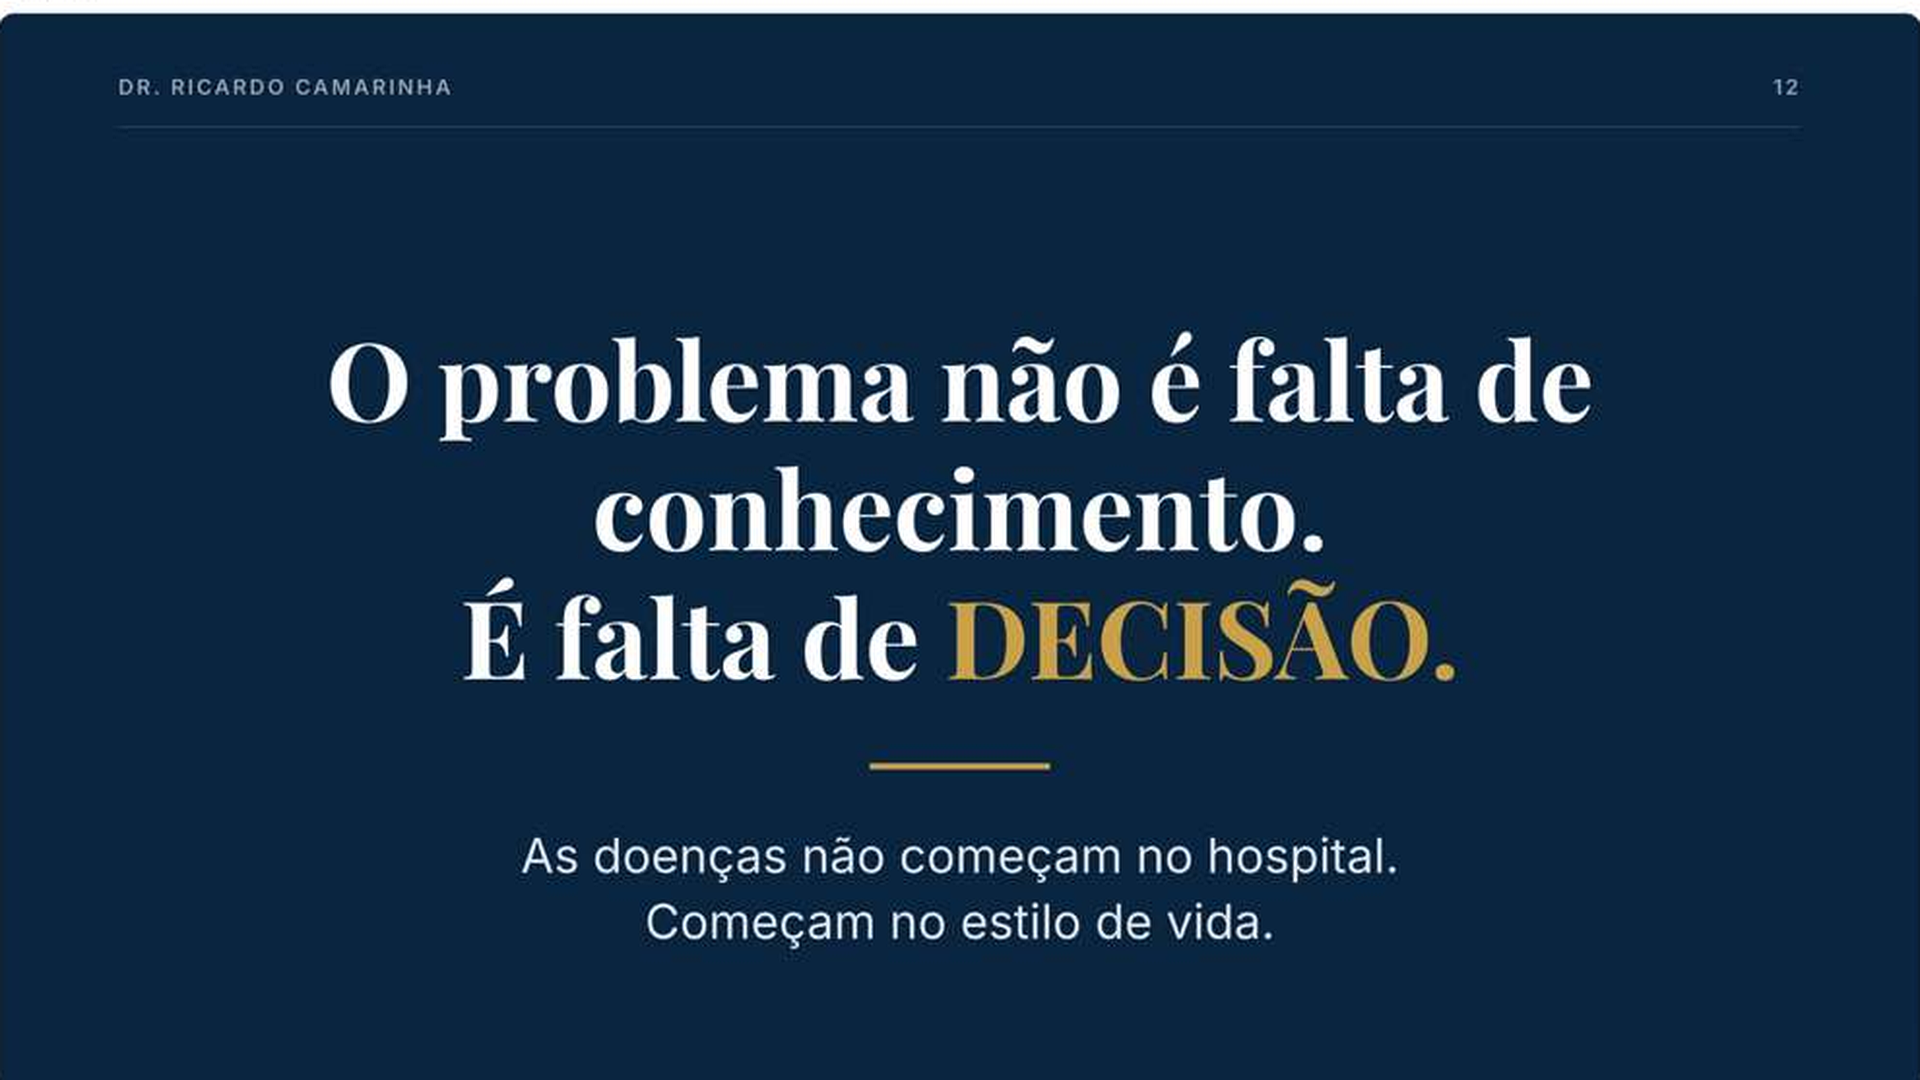 DR. RICARDO CAMARINHA
12
O problema não é falta de
conhecimento.
É falta de DECISÃO.
As doenças não começam no hospital.
Começam no estilo de vida.